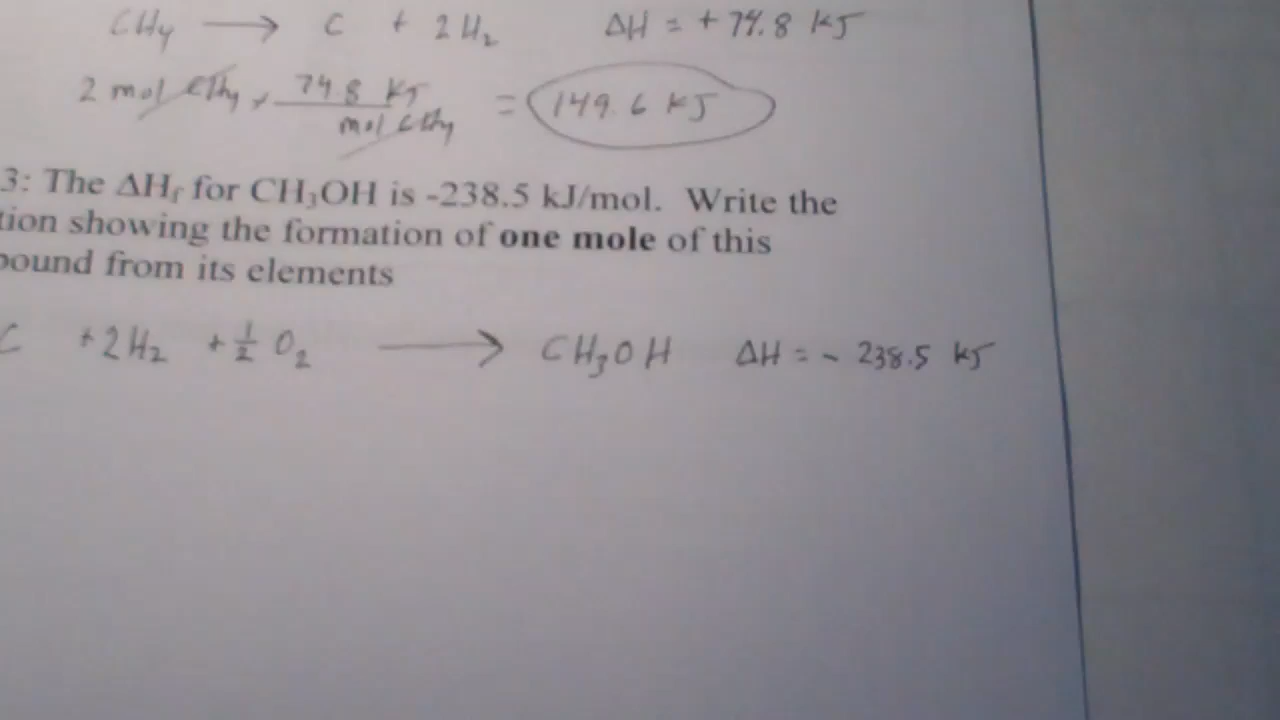 CH₄ ⟶ C + 2H₂ ΔH = +74.8 kJ
2 mol CH₄ × 74.8 kJ / mol CH₄ = 149.6 kJ
3: The ΔHf for CH₃OH is -238.5 kJ/mol. Write the
tion showing the formation of one mole of this
pound from its elements
C +2H₂ +½ O₂ ⟶ CH₃OH ΔH = - 238.5 kJ